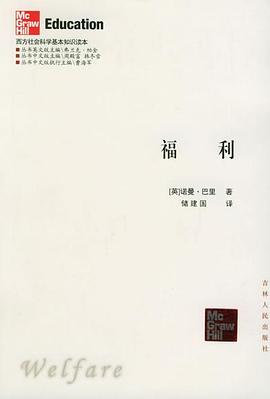 Mc
Graw
Hill
Education
西方社会科学基本知识读本
●丛书英文版主编▲弗兰克·帕金
●丛书中文版主编▲周殿富 韩冬雪
●丛书中文版执行主编▲曹海军
福利
[英]诺曼·巴里 著
储建国 译
Mc
Graw
Hill
吉林人民出版社
Welfare